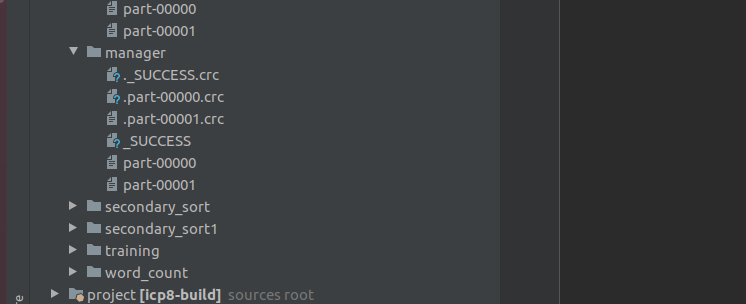 part-00000
part-00001
manager
._SUCCESS.crc
.part-00000.crc
.part-00001.crc
_SUCCESS
part-00000
part-00001
secondary_sort
secondary_sort1
training
word_count
project [icp8-build] sources root
re